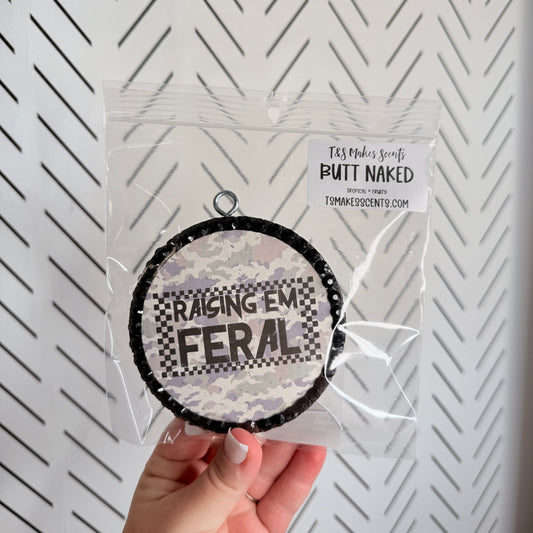 T&S Makes Scents
BUTT NAKED
TROPICAL + FRUITY
TSMAKESSCENTS.COM
RAISING EM
FERAL